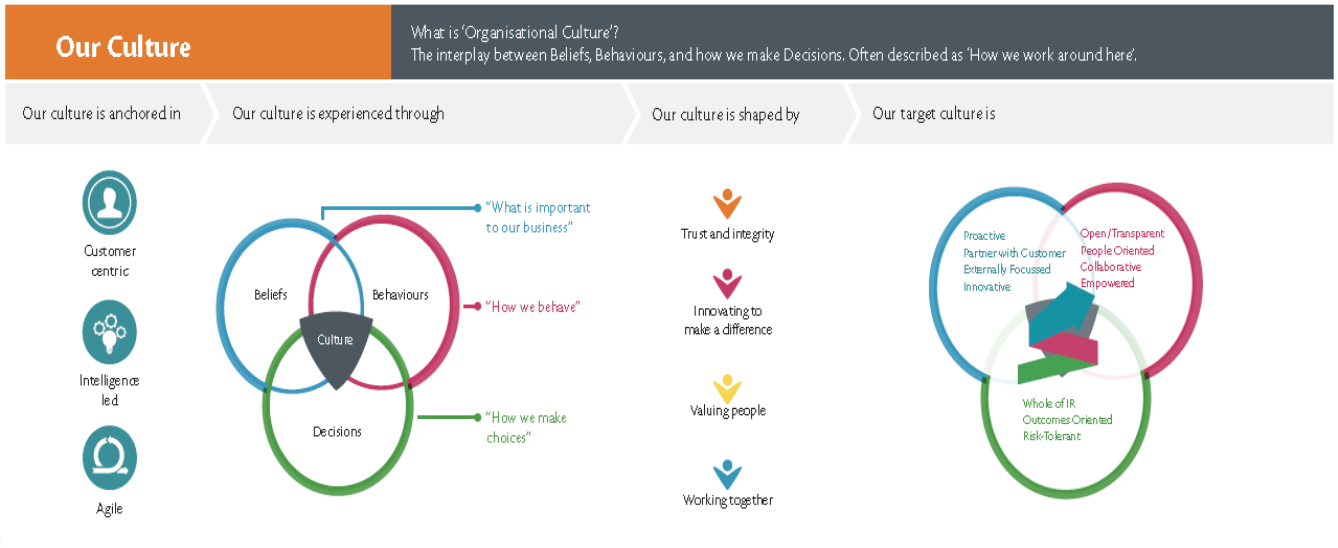 Our Culture
What is ‘Organisational Culture’?
The interplay between Beliefs, Behaviours, and how we make Decisions. Often described as ‘How we work around here’.
Our culture is anchored in
Our culture is experienced through
Our culture is shaped by
Our target culture is
Customer
centric
Intelligence
led
Agile
Beliefs
Behaviours
Culture
Decisions
“What is important
to our business”
“How we behave”
“How we make
choices”
Trust and integrity
Innovating to
make a difference
Valuing people
Working together
Proactive
Partner with Customer
Externally Focussed
Innovative
Open/Transparent
People Oriented
Collaborative
Empowered
Whole of IR
Outcomes Oriented
Risk-Tolerant